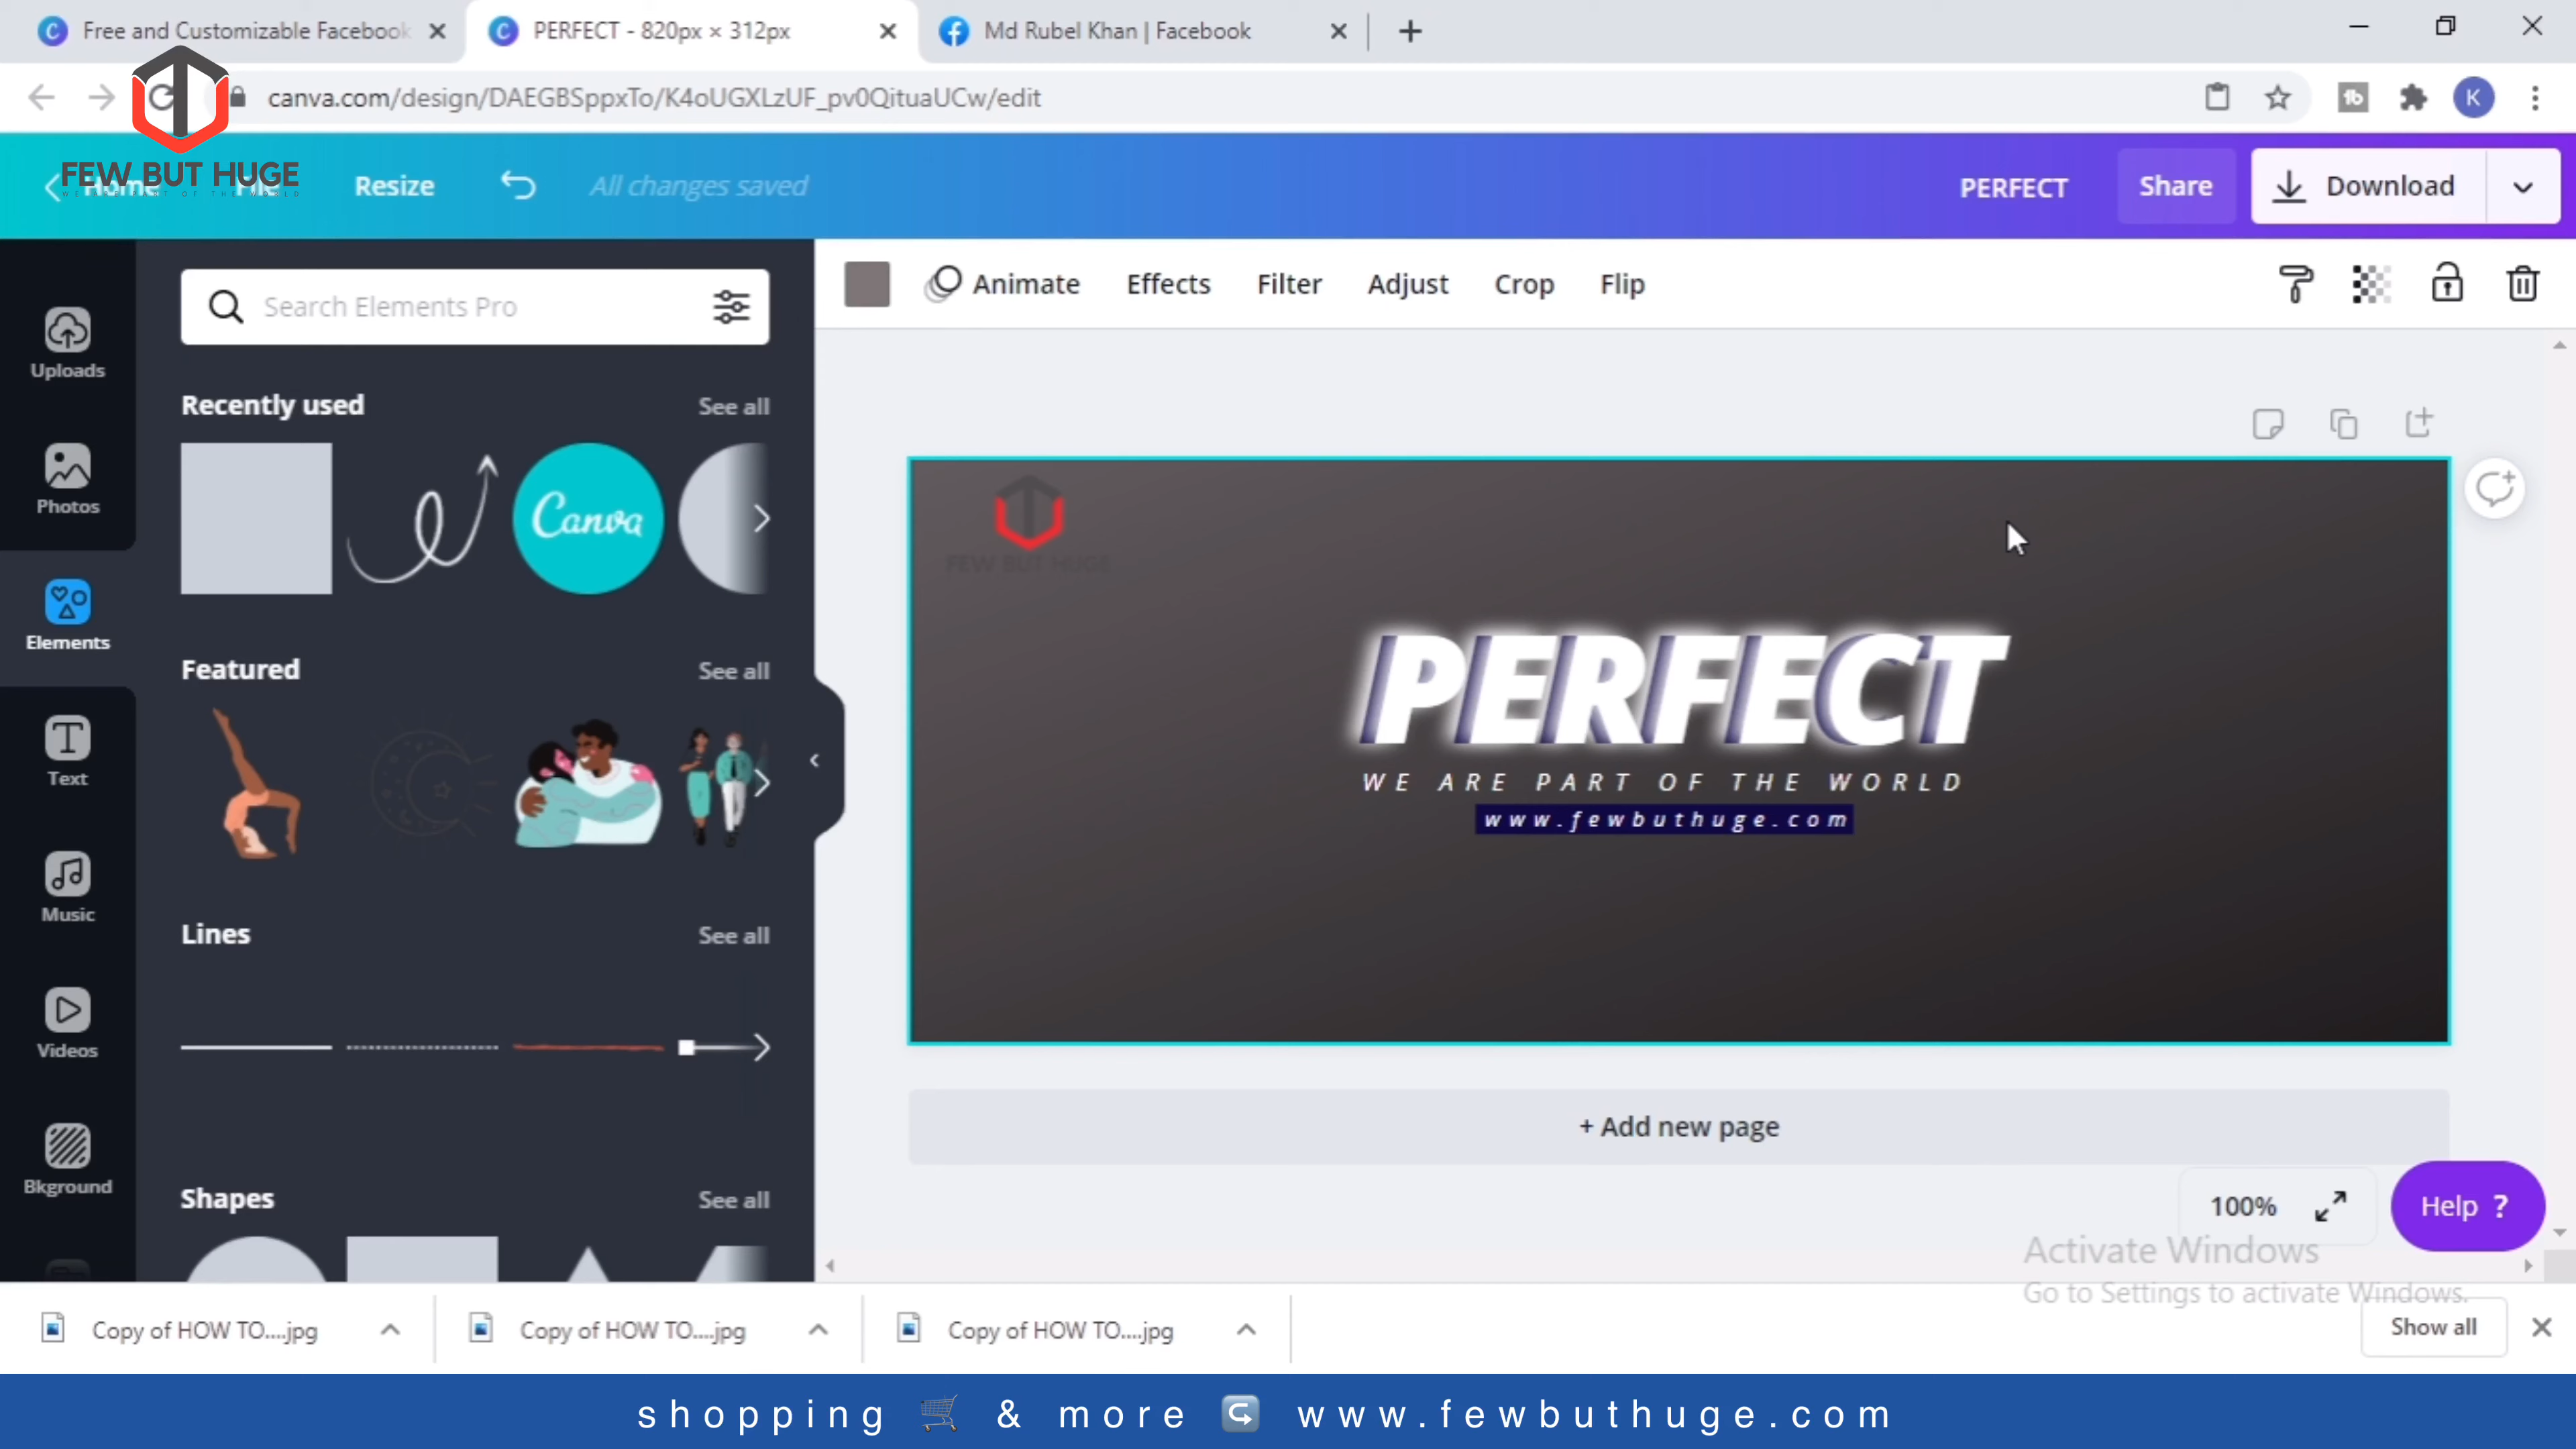 Free and Customizable Facebook
PERFECT - 820px × 312px
Md Rubel Khan | Facebook
canva.com/design/DAEGBSppxTo/K4oUGXLzUF_pv0QituaUCw/edit
K
FEW BUT HUGE
Resize
All changes saved
PERFECT
Share
Download
Search Elements Pro
Animate
Effects
Filter
Adjust
Crop
Flip
Uploads
Photos
Elements
Text
Music
Videos
Bkground
Recently used
See all
Canva
Featured
See all
Lines
See all
Shapes
See all
FEW BUT HUGE
PERFECT
WE ARE PART OF THE WORLD
www.fewbuthuge.com
+ Add new page
100%
Help ?
Activate Windows
Go to Settings to activate Windows.
Copy of HOW TO....jpg
Copy of HOW TO....jpg
Copy of HOW TO....jpg
Show all
shopping & more www.fewbuthuge.com